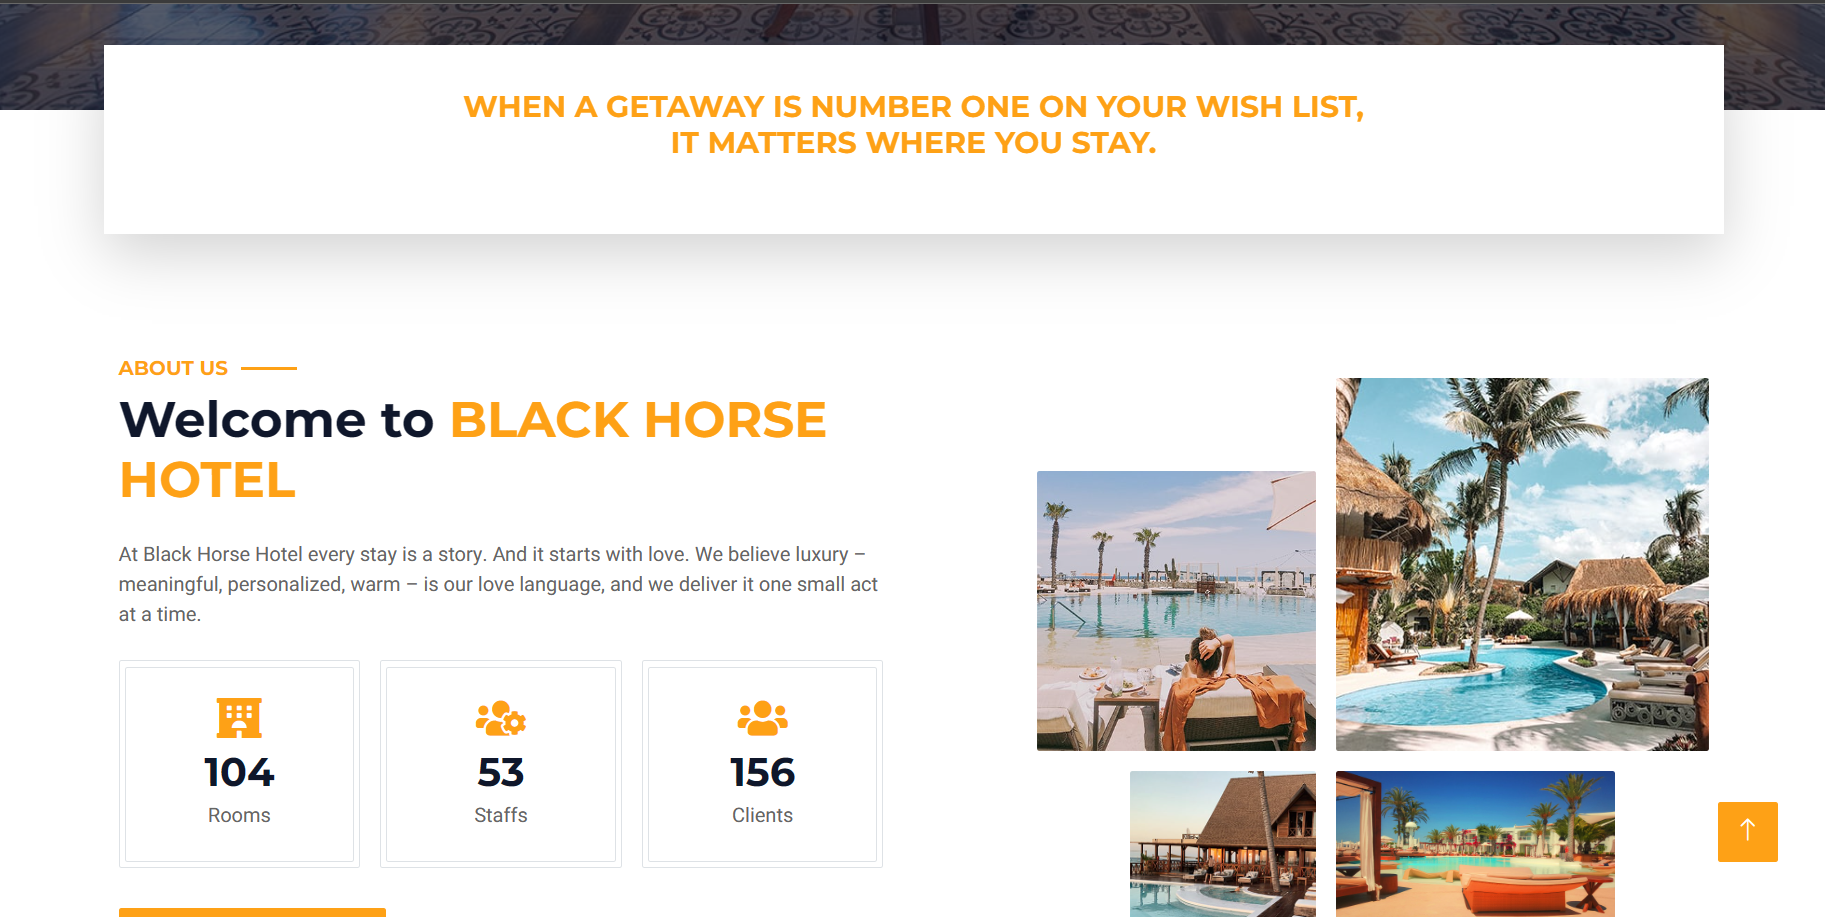 WHEN A GETAWAY IS NUMBER ONE ON YOUR WISH LIST,
IT MATTERS WHERE YOU STAY.
ABOUT US
Welcome to BLACK HORSE
HOTEL
At Black Horse Hotel every stay is a story. And it starts with love. We believe luxury –
meaningful, personalized, warm – is our love language, and we deliver it one small act
at a time.
104
Rooms
53
Staffs
156
Clients